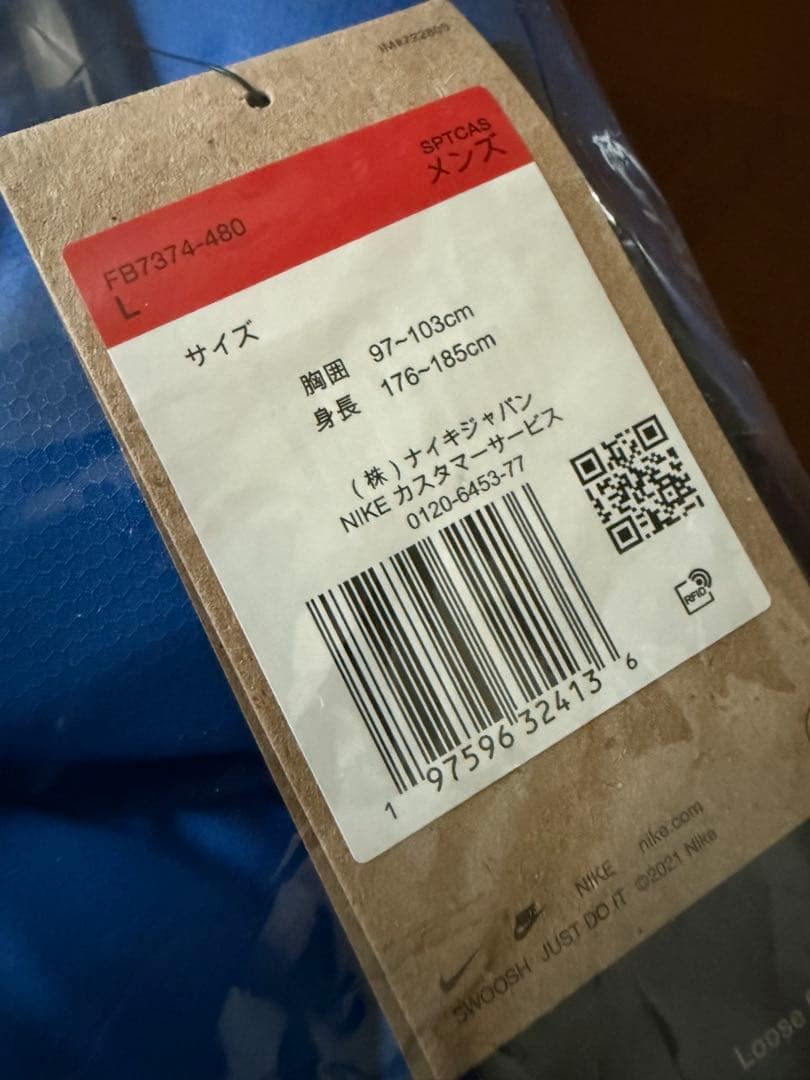 SPTCAS
メンズ
FB7374-480
L
サイズ
胸囲 97~103cm
身長 176~185cm
(株)ナイキジャパン
NIKE カスタマーサービス
0120-6453-77
RFID
1 97596 32413 6
NIKE nike.com
SWOOSH JUST DO IT ©2021 Nike
Loose